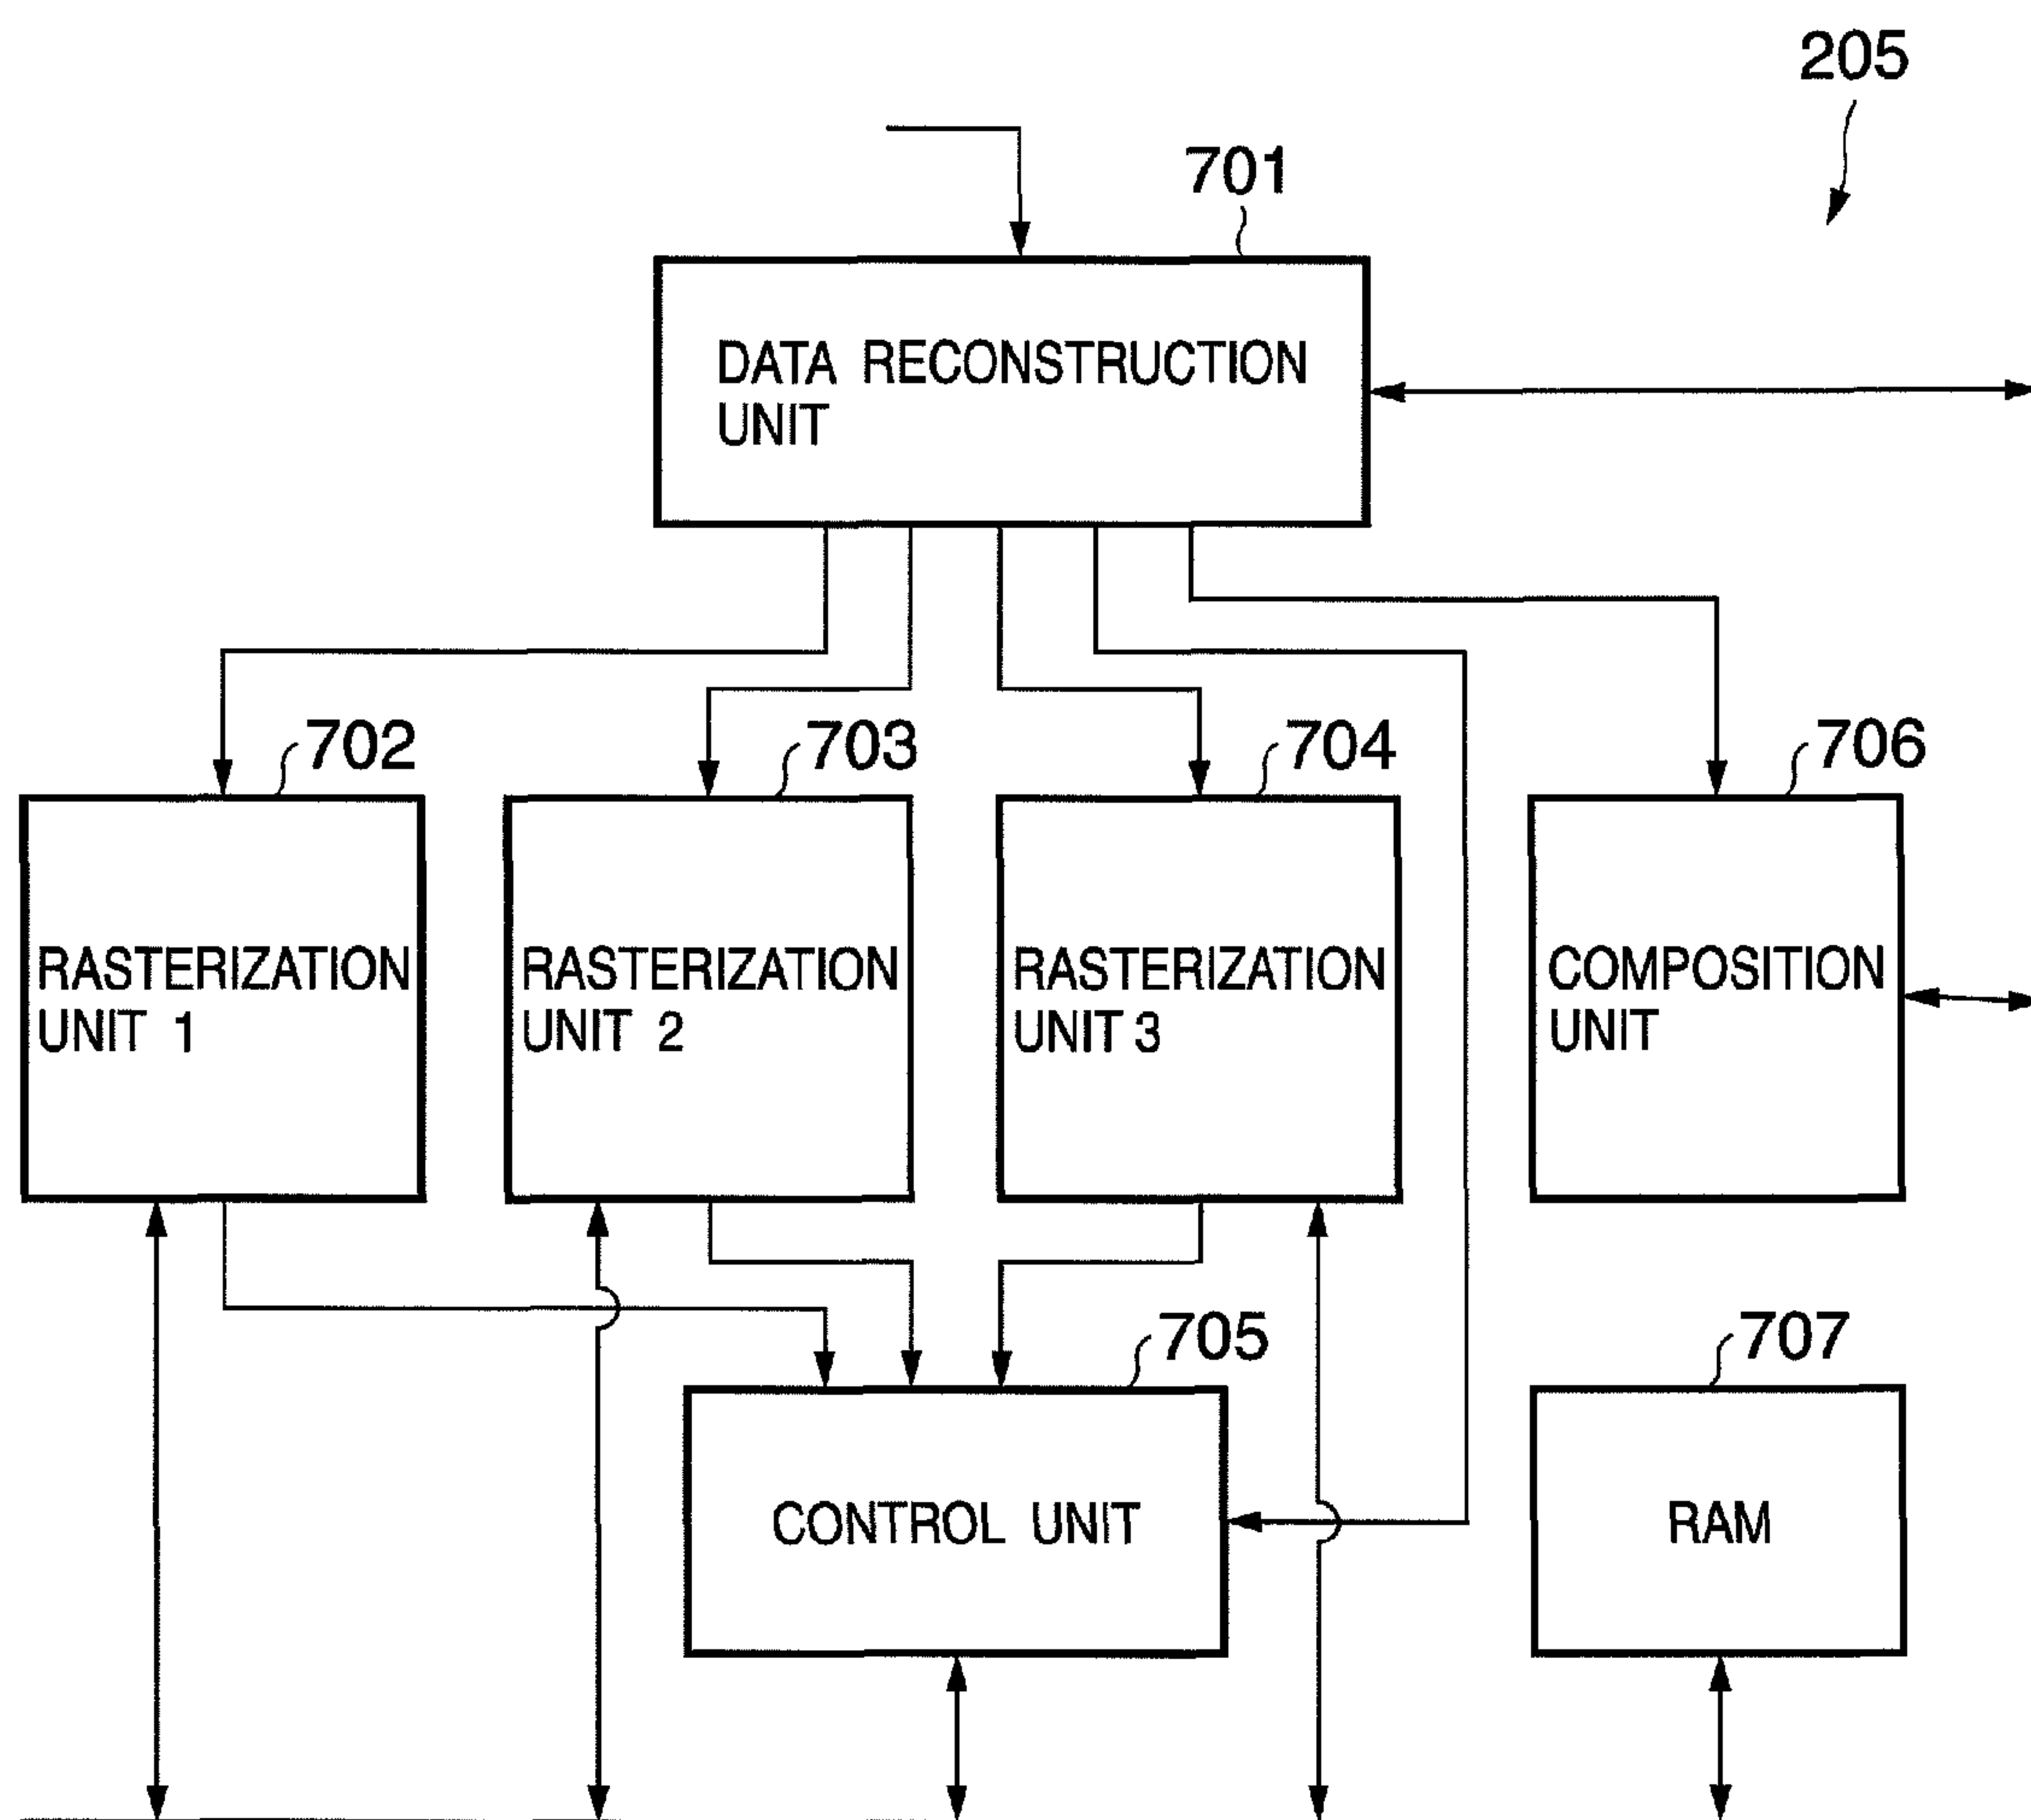 205
701
DATA RECONSTRUCTION
UNIT
702
703
704
706
RASTERIZATION
UNIT 1
RASTERIZATION
UNIT 2
RASTERIZATION
UNIT 3
COMPOSITION
UNIT
705
707
CONTROL UNIT
RAM